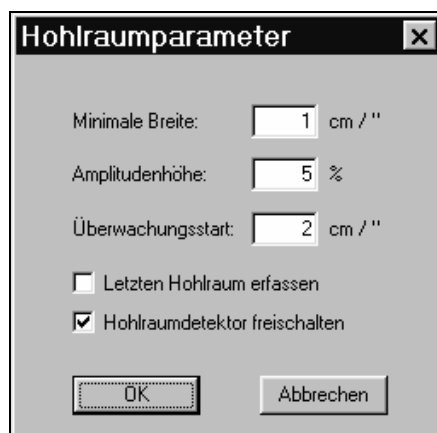 Hohlraumparameter
Minimale Breite: 1 cm / "
Amplitudenhöhe: 5 %
Überwachungsstart: 2 cm / "
Letzten Hohlraum erfassen
Hohlraumdetektor freischalten
OK Abbrechen